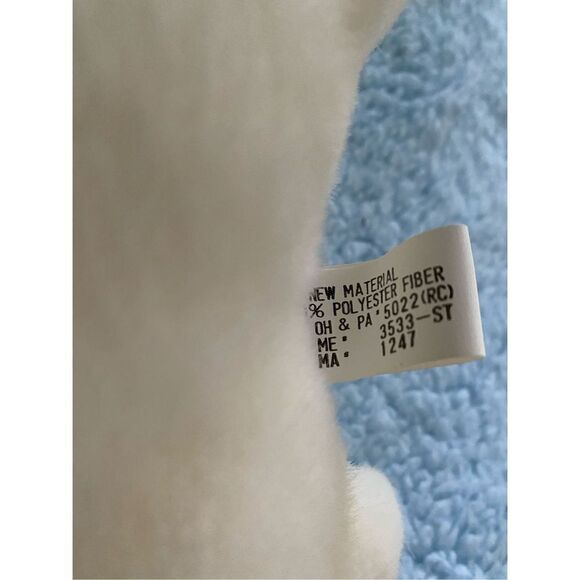 NEW MATERIAL
% POLYESTER FIBER
OH & PA" 5022(RC)
ME" 3533-ST
MA" 1247